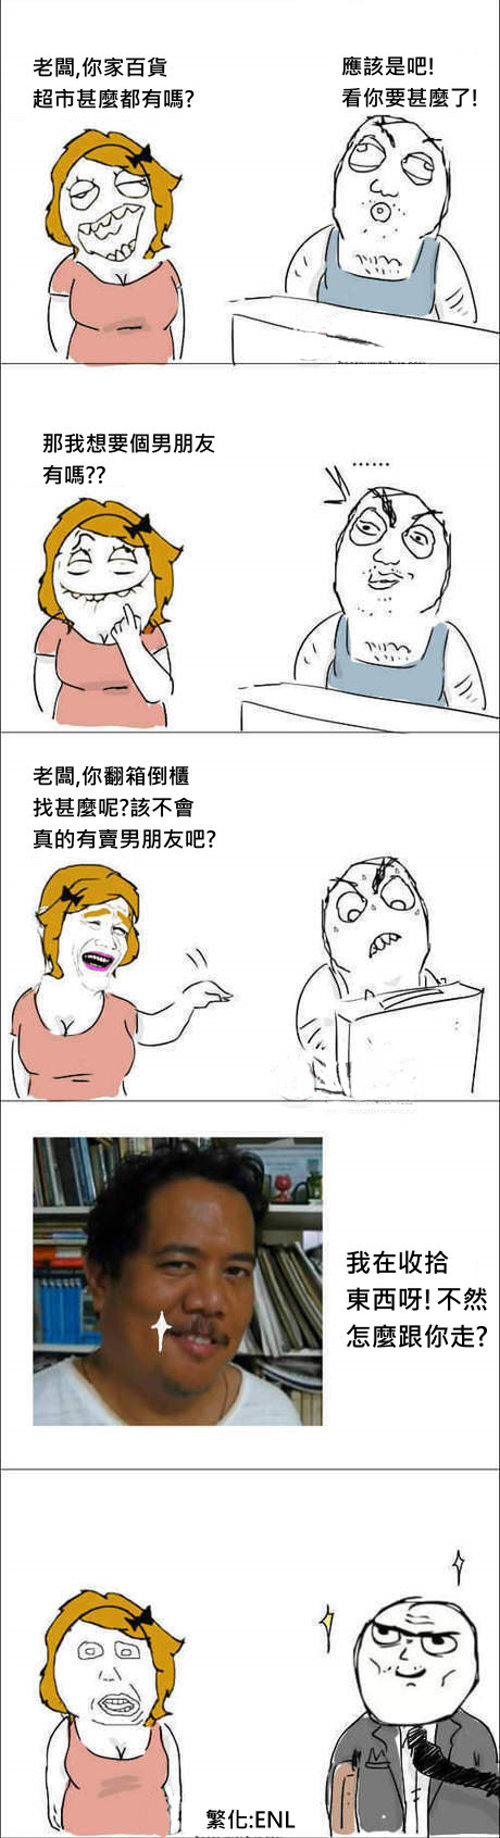 老闆,你家百貨
超市甚麼都有嗎?
應該是吧!
看你要甚麼了!
那我想要個男朋友
有嗎??
......
老闆,你翻箱倒櫃
找甚麼呢?該不會
真的有賣男朋友吧?
我在收拾
東西呀!不然
怎麼跟你走?
繁化:ENL